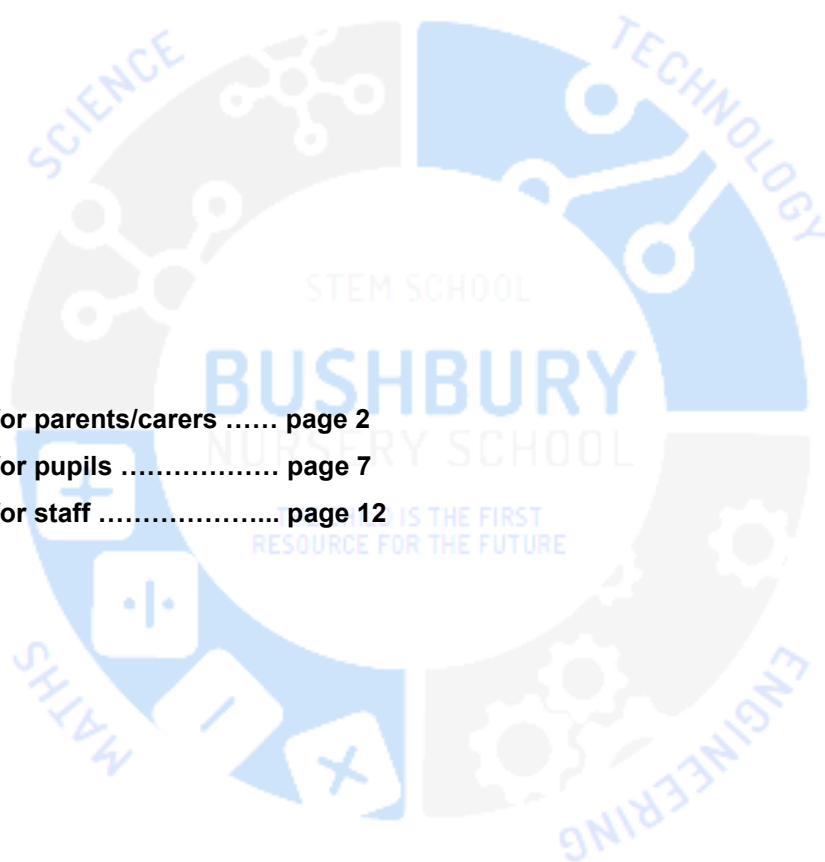 SCIENCE
TECHNOLOGY
STEM SCHOOL
BUSHBURY
or parents/carers …… page 2
NURSERY SCHOOL
or pupils ……………… page 7
or staff ………………... page 12
IS THE FIRST
RESOURCE FOR THE FUTURE
MATHS
ENGINEERING